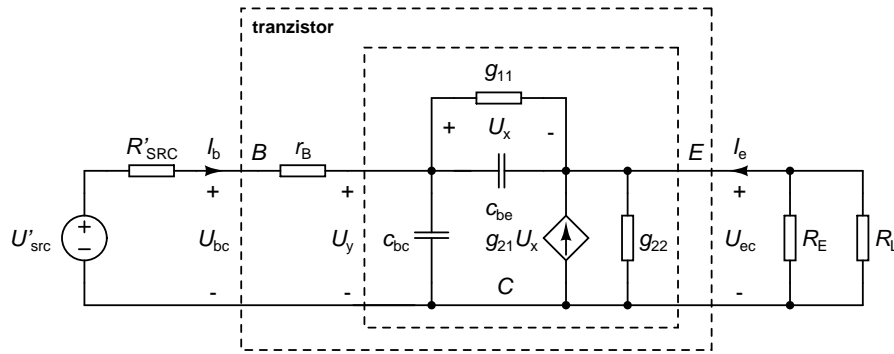 tranzistor
g11
+ Ux -
R'SRC Ib B rB E Ie
+ + cbe +
U'src + − Ubc Uy cbc g21Ux g22 Uec RE RL
- - C -